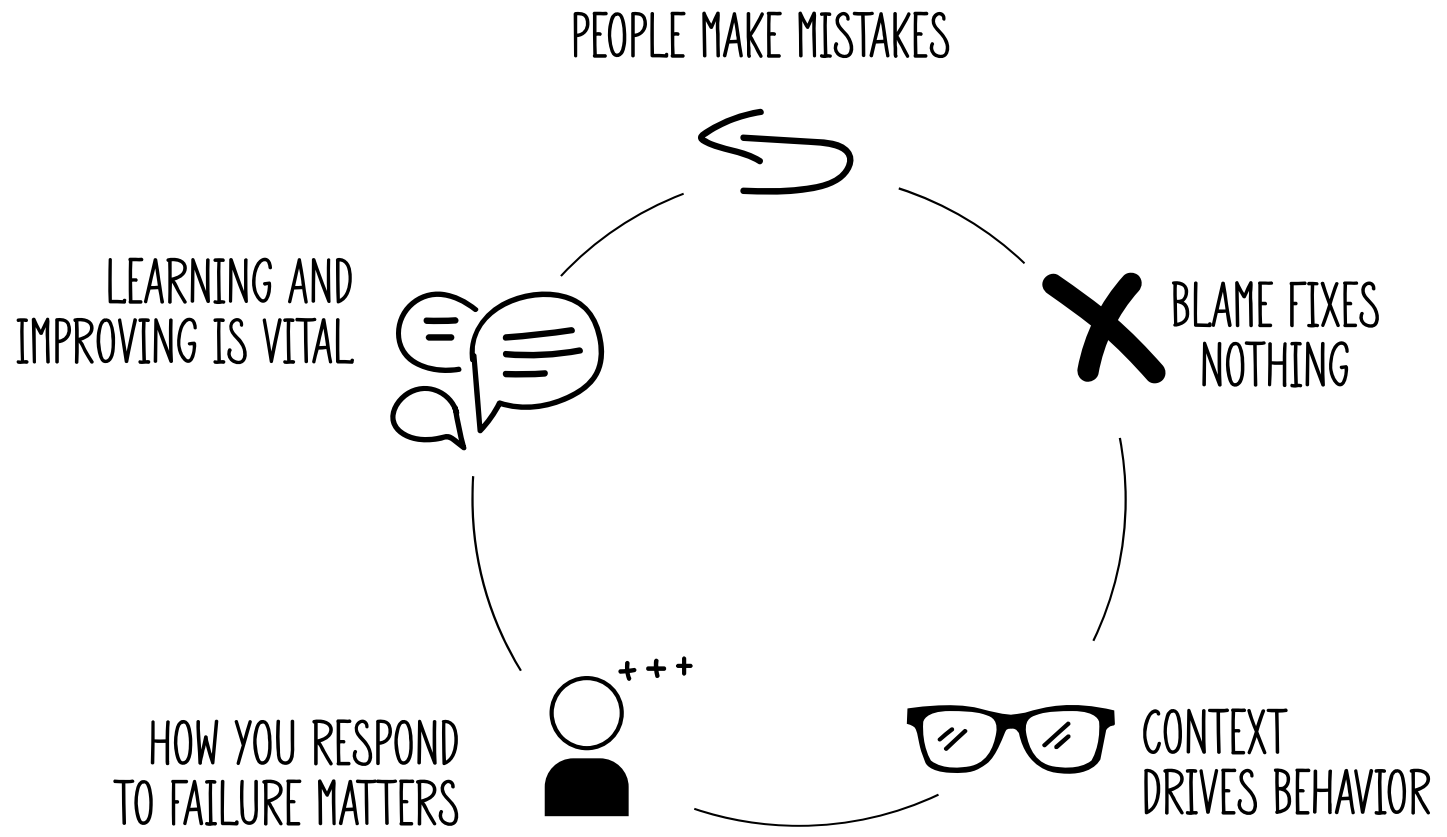 PEOPLE MAKE MISTAKES
BLAME FIXES
NOTHING
CONTEXT
DRIVES BEHAVIOR
HOW YOU RESPOND
TO FAILURE MATTERS
LEARNING AND
IMPROVING IS VITAL